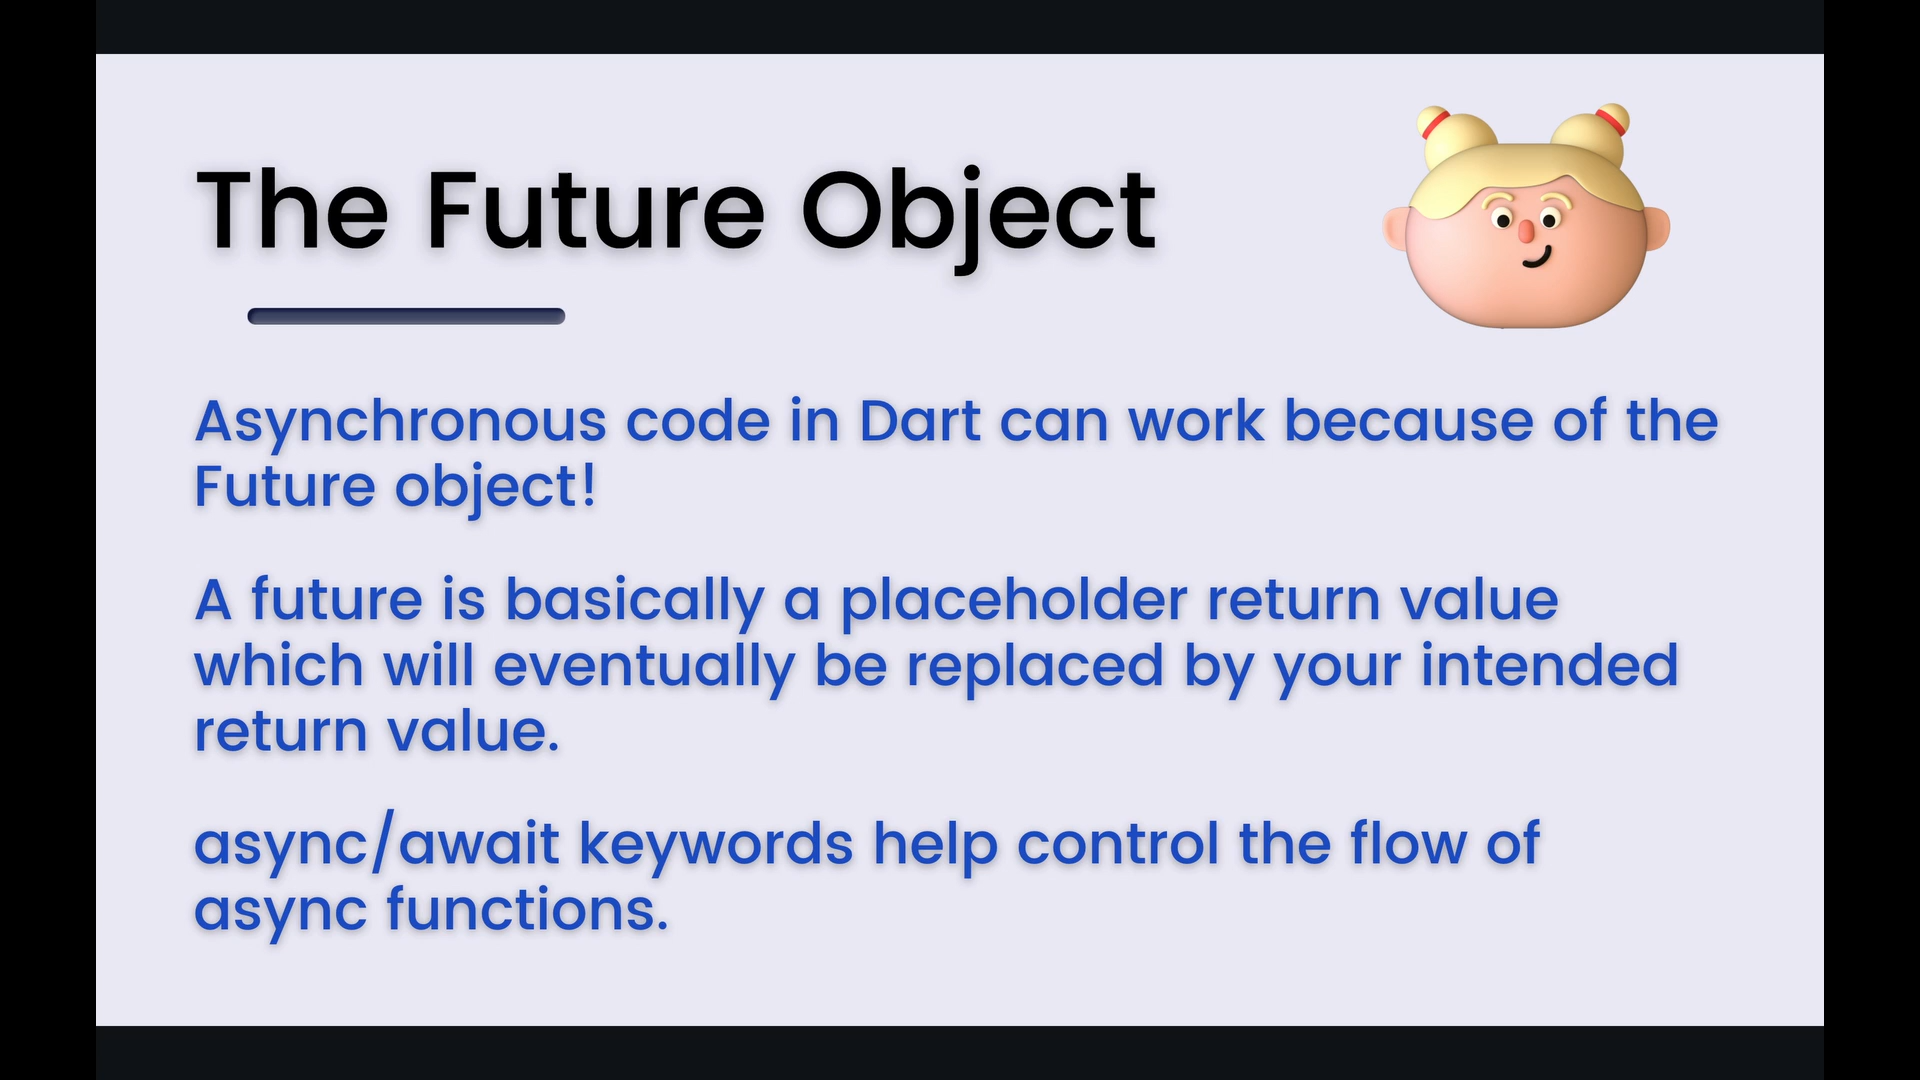 The Future Object
Asynchronous code in Dart can work because of the
Future object!
A future is basically a placeholder return value
which will eventually be replaced by your intended
return value.
async/await keywords help control the flow of
async functions.